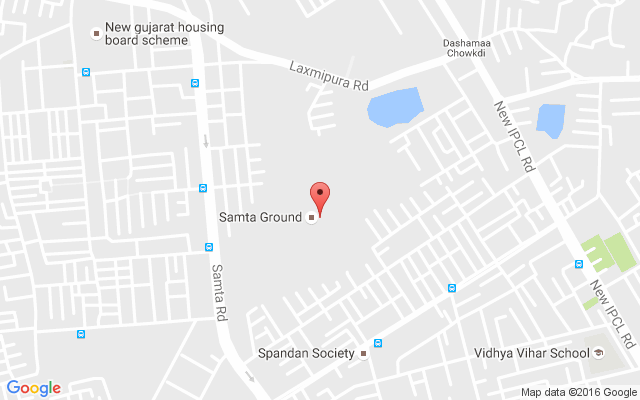 New gujarat housing
board scheme
Dashamaa
Chowkdi
Laxmipura Rd
New IPCL Rd
Samta Ground
Samta Rd
New IPCL Rd
Spandan Society
Vidhya Vihar School
Google
Map data ©2016 Google